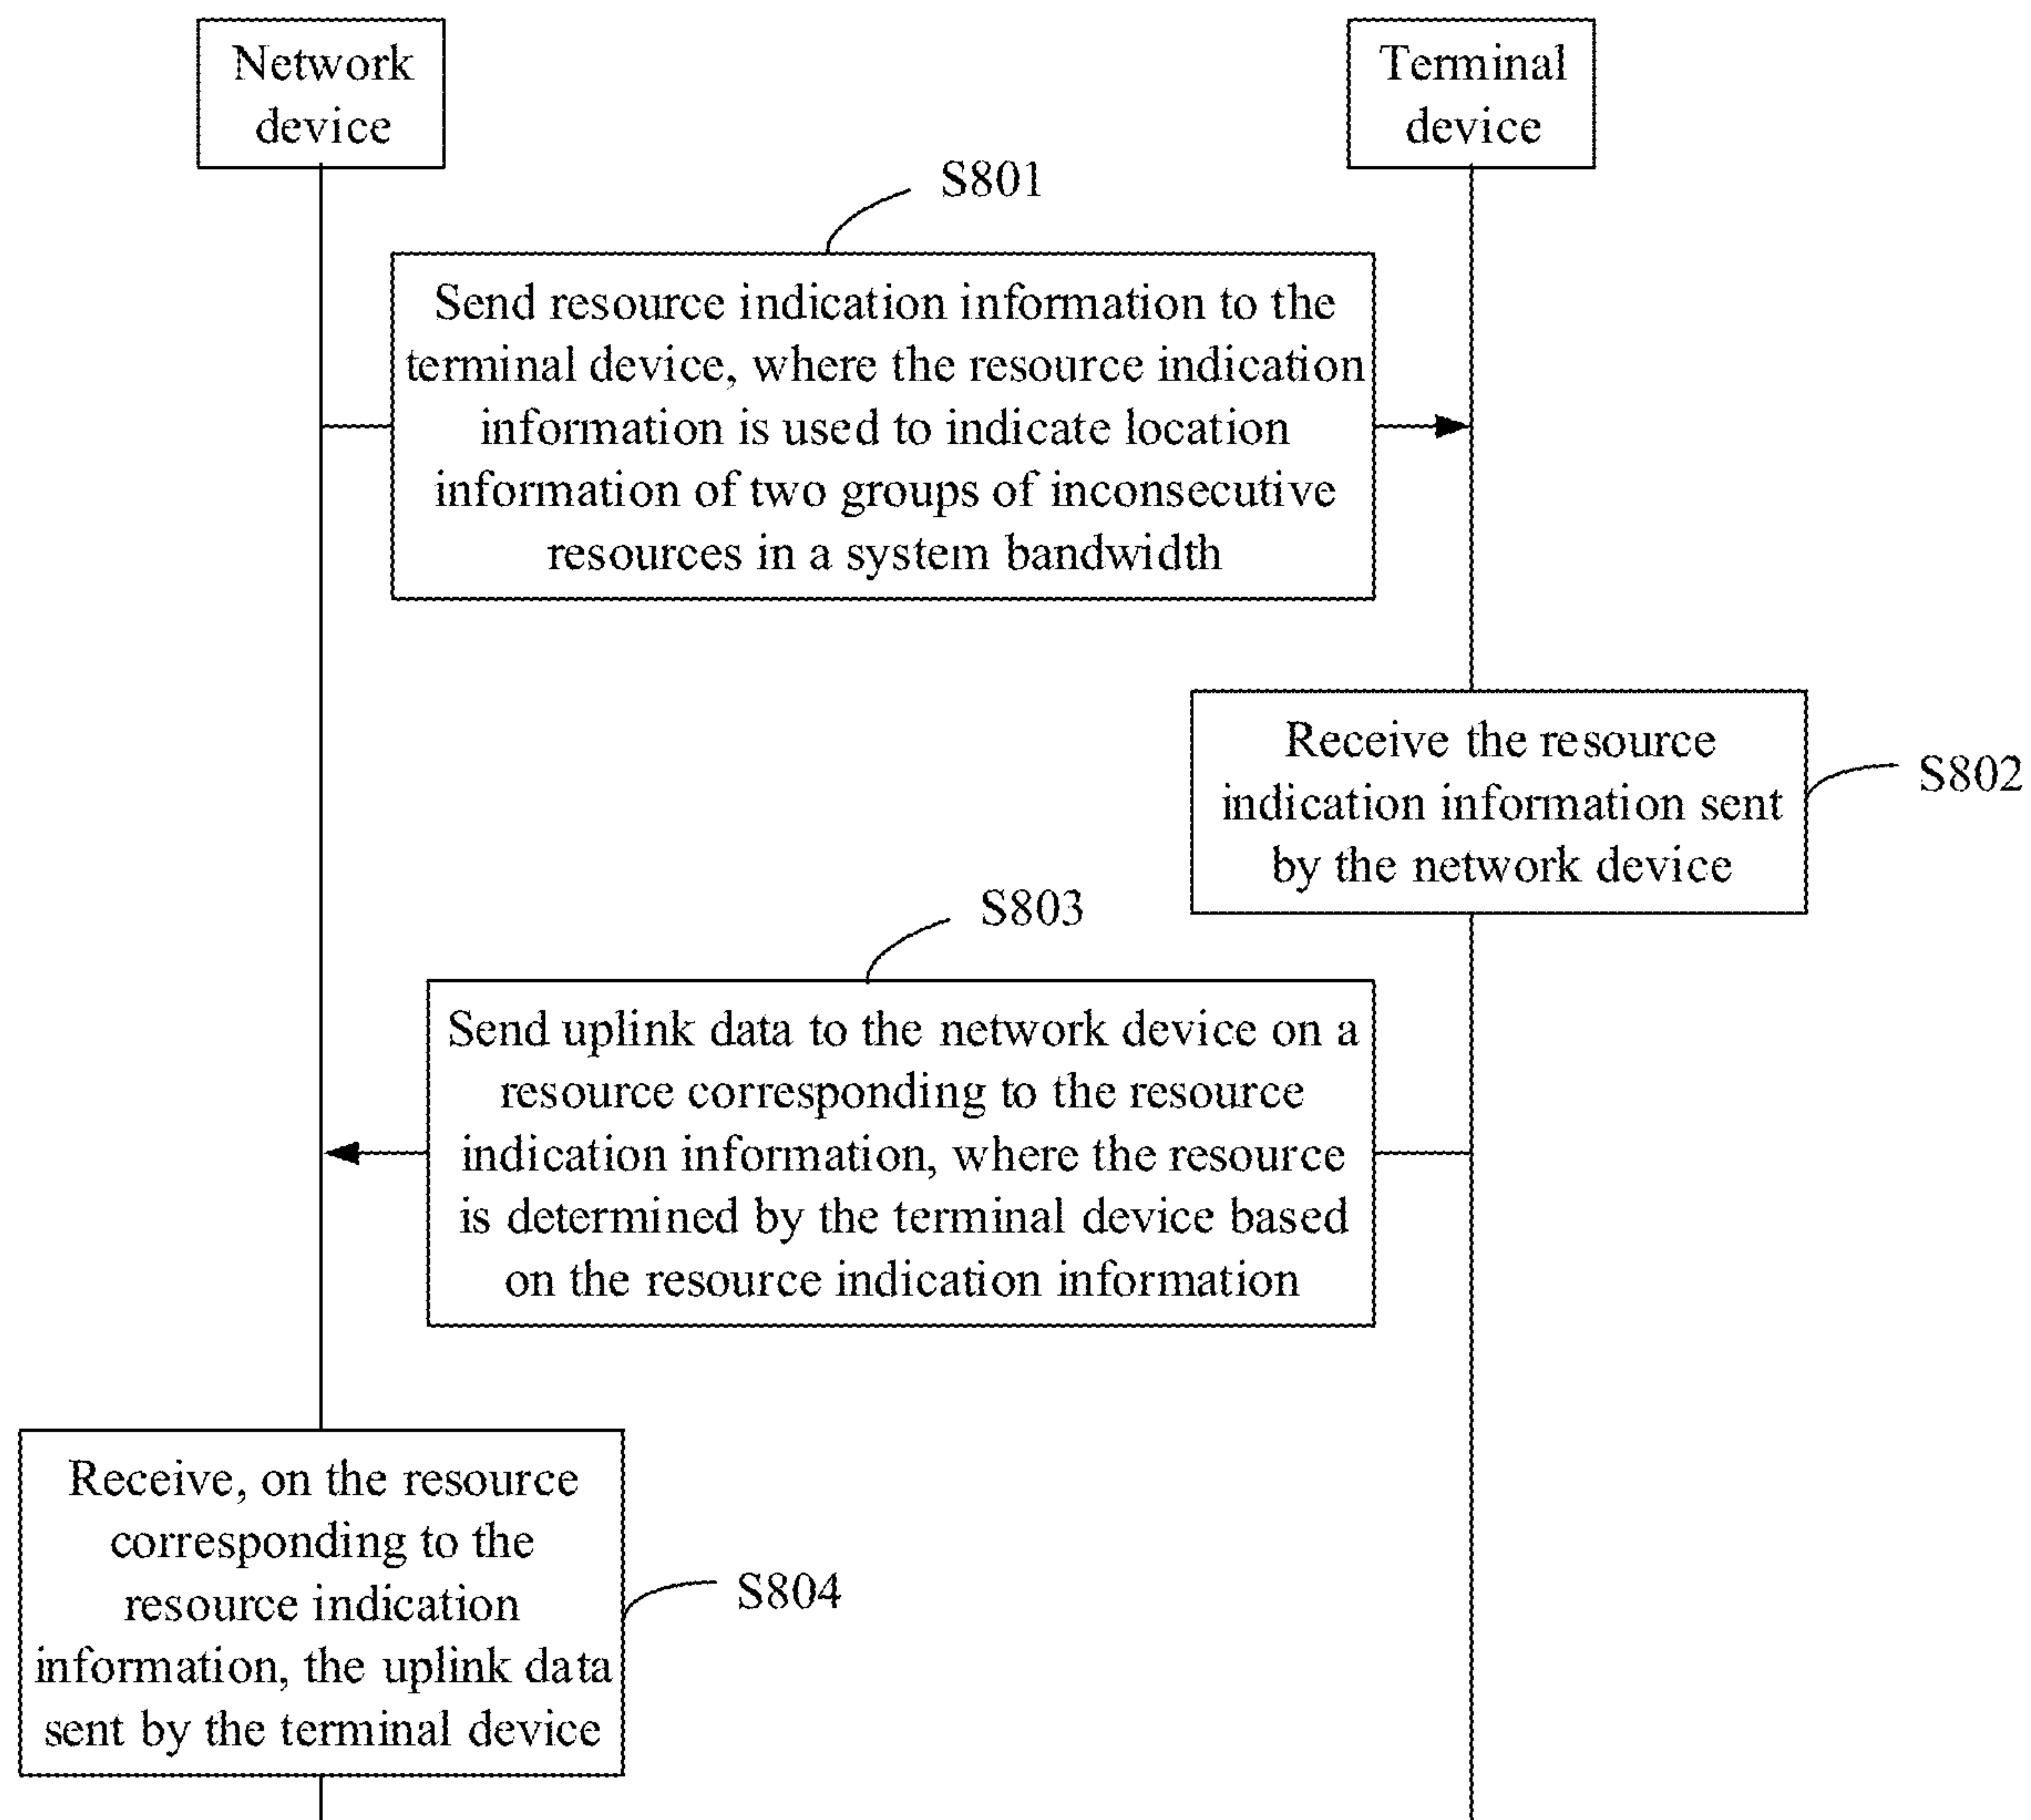 Network
device
Terminal
device
S801
Send resource indication information to the
terminal device, where the resource indication
information is used to indicate location
information of two groups of inconsecutive
resources in a system bandwidth
Receive the resource
indication information sent
by the network device
S802
S803
Send uplink data to the network device on a
resource corresponding to the resource
indication information, where the resource
is determined by the terminal device based
on the resource indication information
Receive, on the resource
corresponding to the
resource indication
information, the uplink data
sent by the terminal device
S804